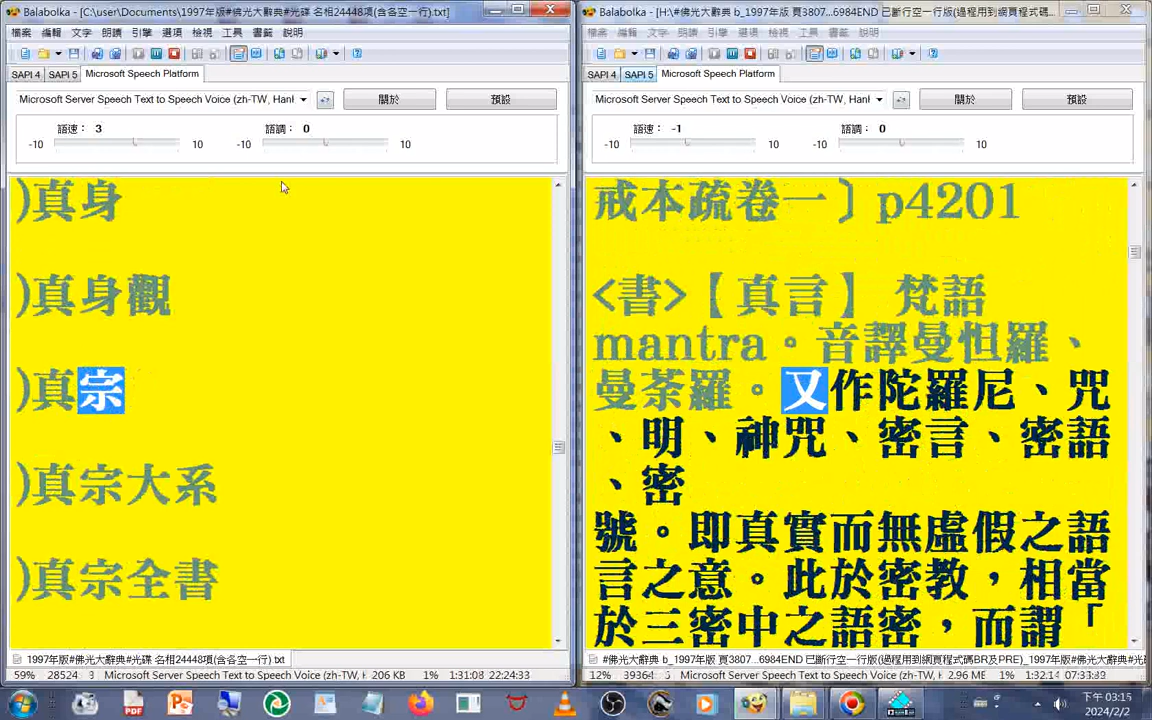 Balabolka - [C:\user\Documents\1997年版#佛光大辭典#光碟 名相24448項(含各空一行).txt]
檔案 編輯 文字 朗讀 引擎 選項 檢視 工具 書籤 說明
SAPI 4 SAPI 5 Microsoft Speech Platform
Microsoft Server Speech Text to Speech Voice (zh-TW, Hanl
關於
預設
語速： 3
語調： 0
-10 10 -10 10
)真身
)真身觀
)真宗
)真宗大系
)真宗全書
1997年版#佛光大辭典#光碟 名相24448項(含各空一行).txt
59% 28524 Microsoft Server Speech Text to Speech Voice (zh-TW, H 206 KB 1% 1:31:08 22:24:33
Balabolka - [H:\#佛光大辭典 b_1997年版 頁3807...6984END 已斷行空一行版(過程用到網頁程式碼
檔案 編輯 文字 朗讀 引擎 選項 檢視 工具 書籤 說明
SAPI 4 SAPI 5 Microsoft Speech Platform
Microsoft Server Speech Text to Speech Voice (zh-TW, Hanl
關於
預設
語速： -1
語調： 0
-10 10 -10 10
戒本疏卷一〕p4201
<書>【真言】 梵語
mantra。音譯曼怛羅、
曼荼羅。又作陀羅尼、咒
、明、神咒、密言、密語
、密
號。即真實而無虛假之語
言之意。此於密教，相當
於三密中之語密，而謂「
#佛光大辭典 b_1997年版 頁3807...6984END 已斷行空一行版(過程用到網頁程式碼BR及PRE)_1997年版#光
12% 39364 Microsoft Server Speech Text to Speech Voice (zh-TW, H 2.96 MB 1% 1:32:14 07:33:39
下午 03:15
2024/2/2